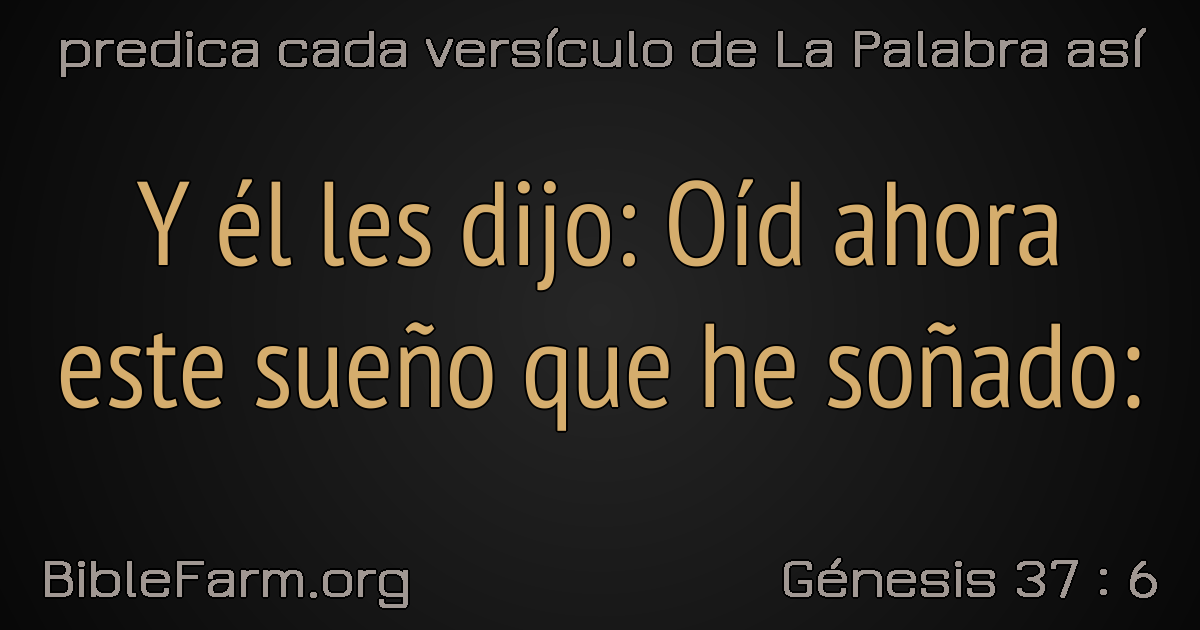 predica cada versículo de La Palabra así
Y él les dijo: Oíd ahora
este sueño que he soñado:
BibleFarm.org
Génesis 37 : 6